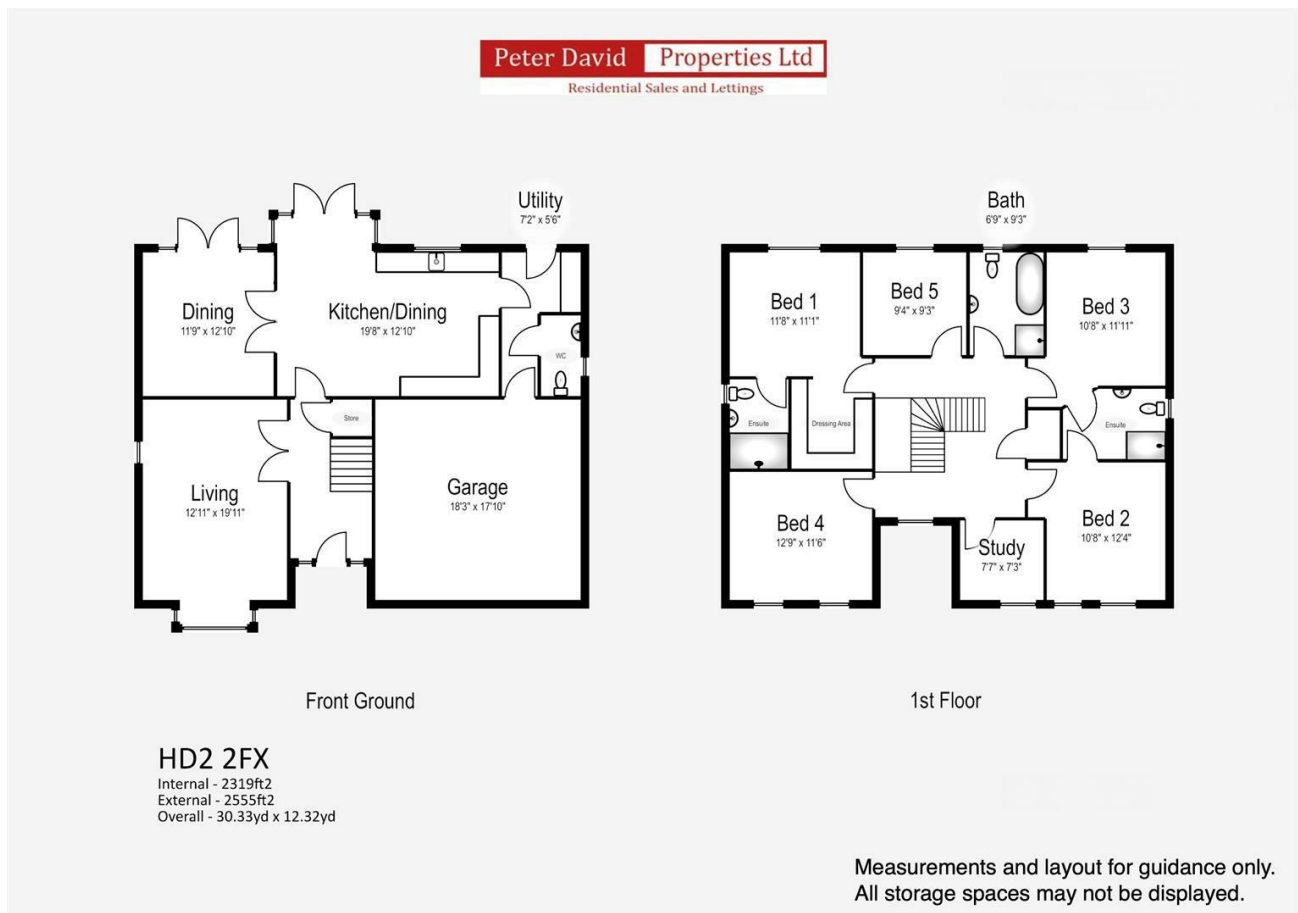 Peter David Properties Ltd
Residential Sales and Lettings
Utility
7'2" x 5'6"
Dining
11'9" x 12'10"
Kitchen/Dining
19'8" x 12'10"
WC
Store
Living
12'11" x 19'11"
Garage
18'3" x 17'10"
Front Ground
Bath
6'9" x 9'3"
Bed 1
11'8" x 11'1"
Bed 5
9'4" x 9'3"
Bed 3
10'8" x 11'11"
Ensuite
Dressing Area
Ensuite
Bed 4
12'9" x 11'6"
Study
7'7" x 7'3"
Bed 2
10'8" x 12'4"
1st Floor
HD2 2FX
Internal - 2319ft2
External - 2555ft2
Overall - 30.33yd x 12.32yd
Measurements and layout for guidance only.
All storage spaces may not be displayed.